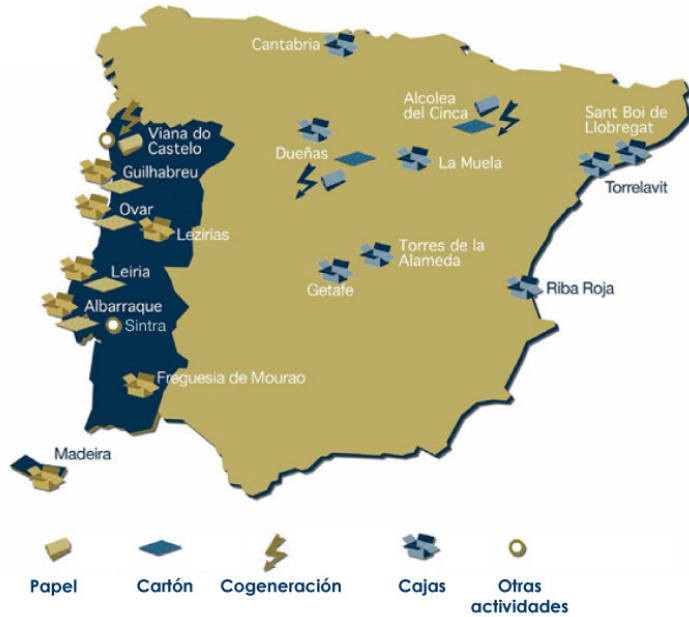 Cantabria
Alcolea
del Cinca
Sant Boi de
Llobregat
Viana do
Castelo
Dueñas
La Muela
Guilhabreu
Torrelavit
Ovar
Lezírias
Torres de la
Alameda
Leiria
Getafe
Riba Roja
Albarraque
Sintra
Freguesia de Mourao
Madeira
Papel
Cartón
Cogeneración
Cajas
Otras
actividades